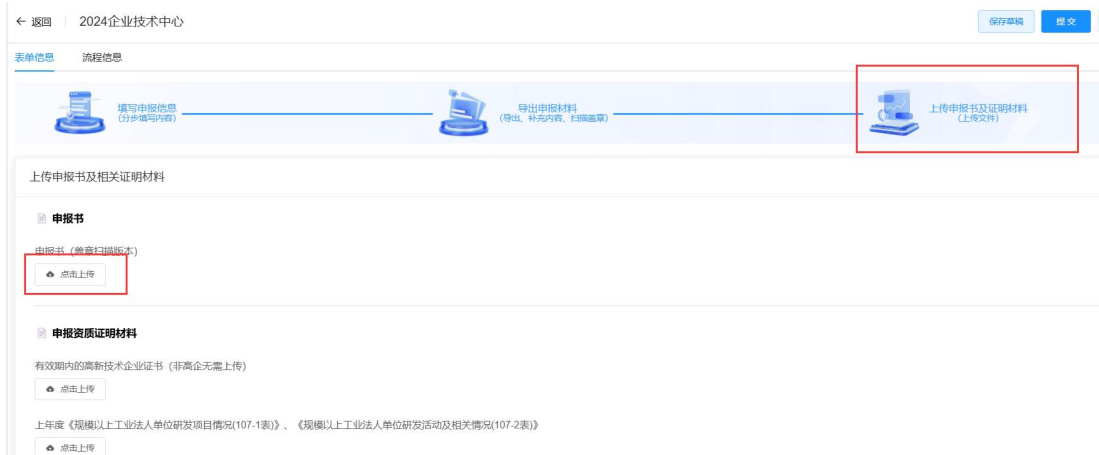 ← 返回 2024企业技术中心 保存草稿 提交
表单信息 流程信息
填写申报信息 导出申报材料 上传申报书及证明材料
(分步填写内容) (导出、补充内容、扫描盖章) (上传文件)
上传申报书及相关证明材料
申报书
申报书(盖章扫描版本)
点击上传
申报资质证明材料
有效期内的高新技术企业证书(非高企无需上传)
点击上传
上年度《规模以上工业法人单位研发项目情况(107-1表)》、《规模以上工业法人单位研发活动及相关情况(107-2表)》
点击上传